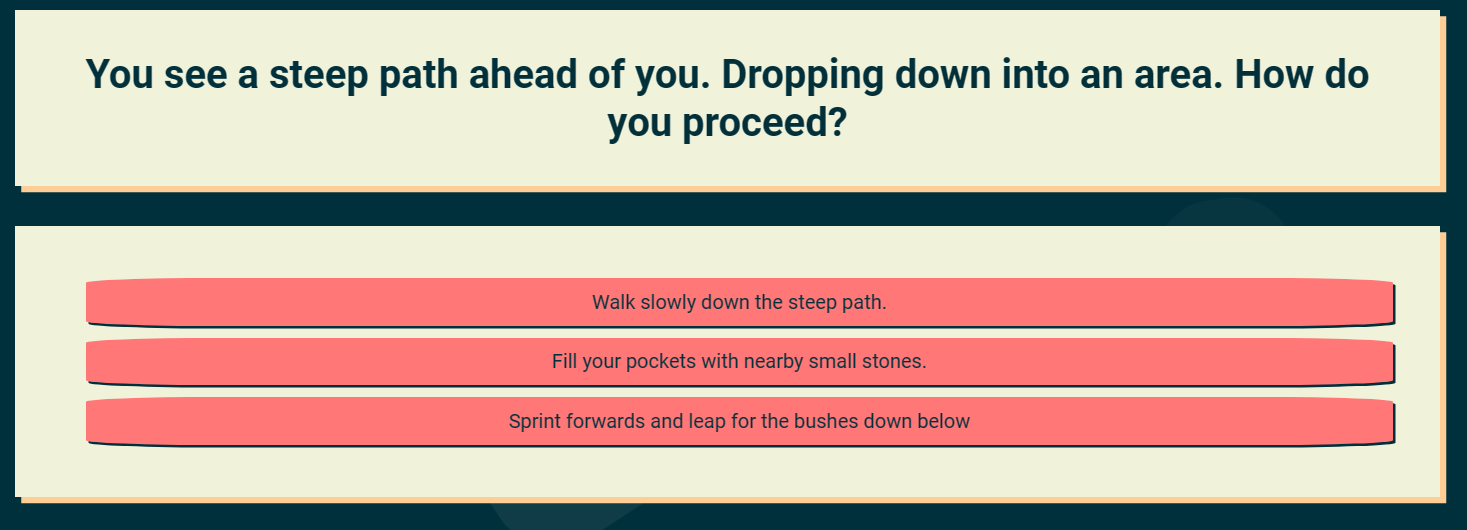 You see a steep path ahead of you. Dropping down into an area. How do
you proceed?
Walk slowly down the steep path.
Fill your pockets with nearby small stones.
Sprint forwards and leap for the bushes down below